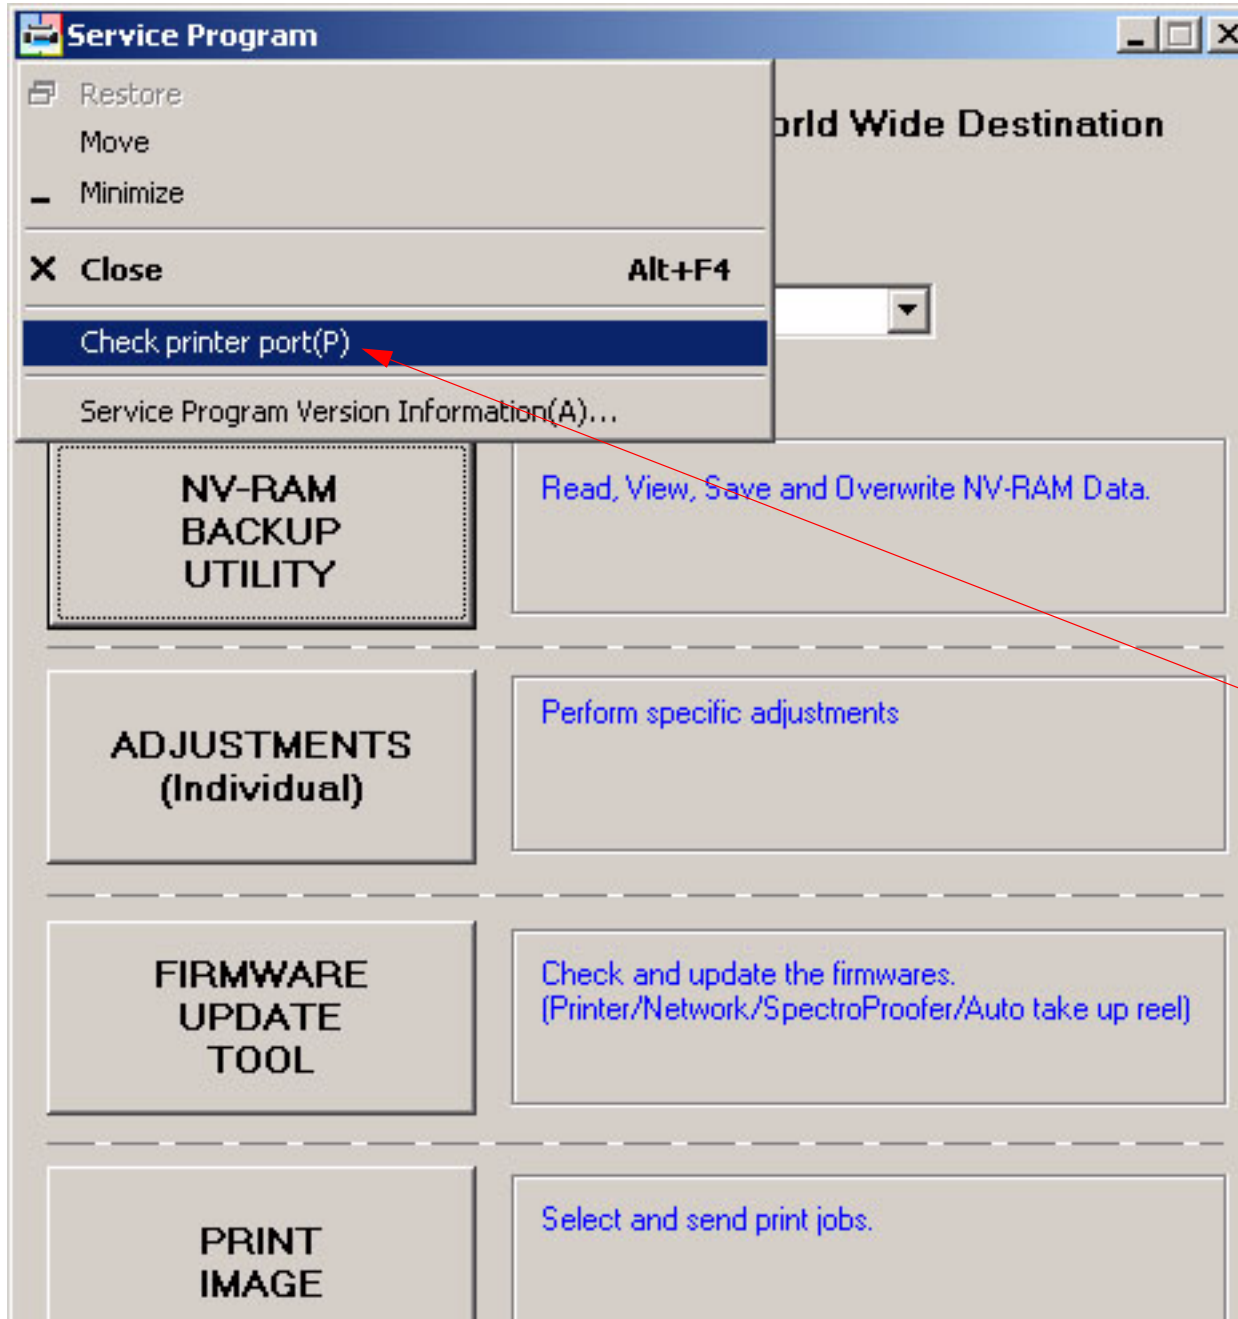 Service Program
Restore
Move
Minimize
Close Alt+F4
Check printer port(P)
Service Program Version Information(A)...
World Wide Destination
NV-RAM
BACKUP
UTILITY
Read, View, Save and Overwrite NV-RAM Data.
ADJUSTMENTS
(Individual)
Perform specific adjustments
FIRMWARE
UPDATE
TOOL
Check and update the firmwares.
(Printer/Network/SpectroProofer/Auto take up reel)
PRINT
IMAGE
Select and send print jobs.